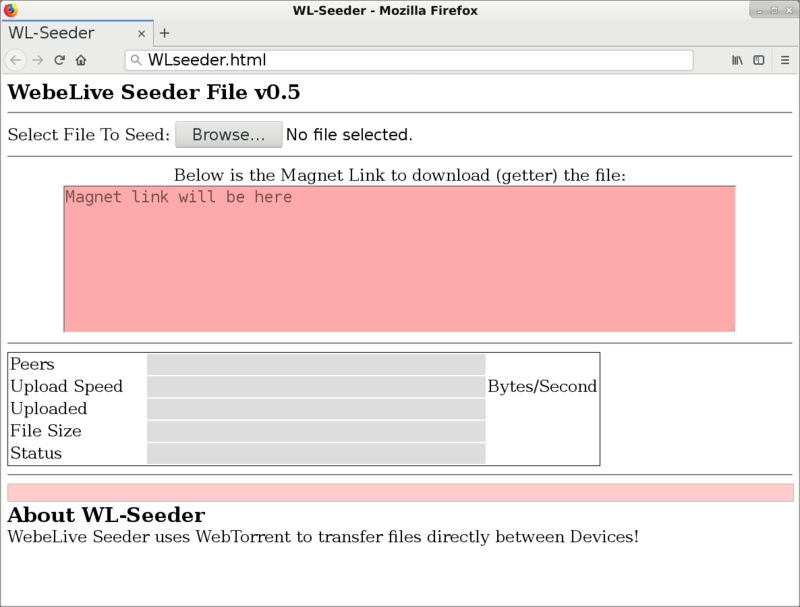 WL-Seeder - Mozilla Firefox
WL-Seeder
WLseeder.html
WebeLive Seeder File v0.5
Select File To Seed: Browse... No file selected.
Below is the Magnet Link to download (getter) the file:
Magnet link will be here
Peers
Upload Speed Bytes/Second
Uploaded
File Size
Status
About WL-Seeder
WebeLive Seeder uses WebTorrent to transfer files directly between Devices!